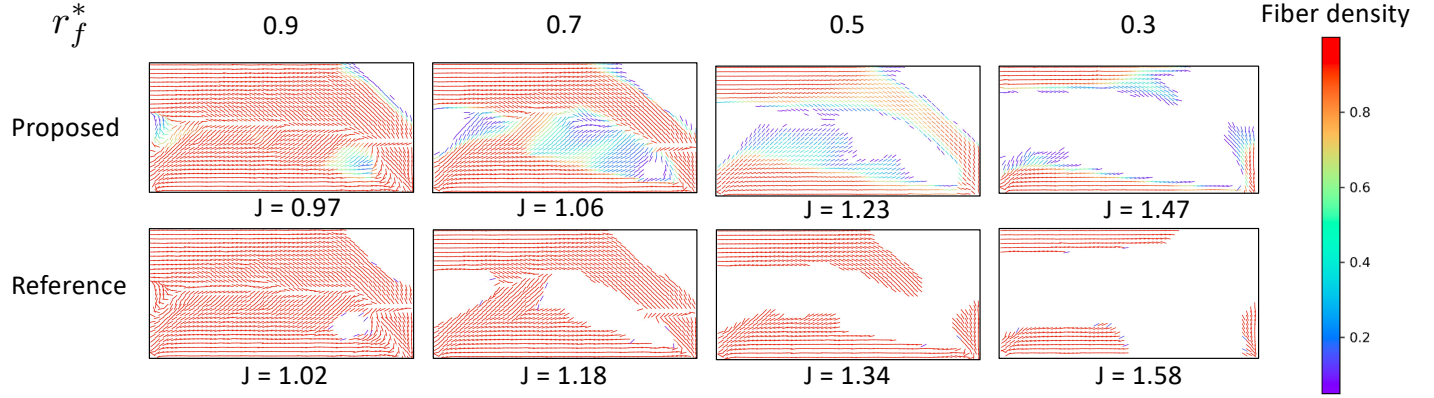 r_f^* 0.9 0.7 0.5 0.3 Fiber density
Proposed
J = 0.97 J = 1.06 J = 1.23 J = 1.47
Reference
J = 1.02 J = 1.18 J = 1.34 J = 1.58
0.8
0.6
0.4
0.2